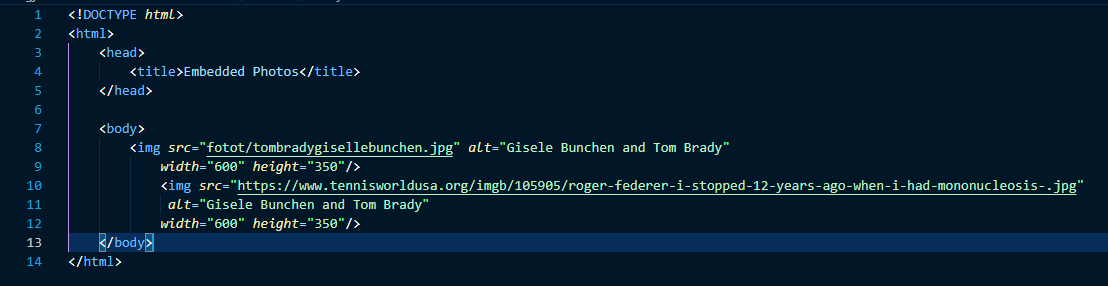 1 <!DOCTYPE html>
2 <html>
3 <head>
4 <title>Embedded Photos</title>
5 </head>
6
7 <body>
8 <img src="fotot/tombradygisellebunchen.jpg" alt="Gisele Bunchen and Tom Brady"
9 width="600" height="350"/>
10 <img src="https://www.tennisworldusa.org/imgb/105905/roger-federer-i-stopped-12-years-ago-when-i-had-mononucleosis-.jpg"
11 alt="Gisele Bunchen and Tom Brady"
12 width="600" height="350"/>
13 </body>
14 </html>